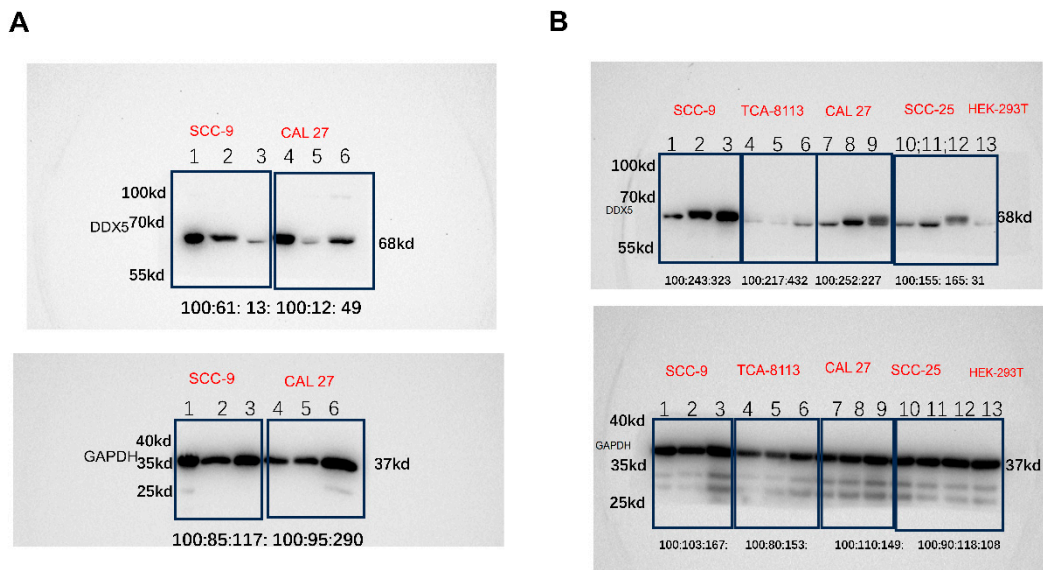 A
SCC-9 CAL 27
1 2 3 4 5 6
100kd
DDX5 70kd
68kd
55kd
100:61: 13: 100:12: 49
SCC-9 CAL 27
1 2 3 4 5 6
40kd
GAPDH 35kd
37kd
25kd
100:85:117: 100:95:290
B
SCC-9 TCA-8113 CAL 27 SCC-25 HEK-293T
1 2 3 4 5 6 7 8 9 10;11;12 13
100kd
70kd
DDX5
68kd
55kd
100:243:323 100:217:432 100:252:227 100:155: 165: 31
SCC-9 TCA-8113 CAL 27 SCC-25 HEK-293T
1 2 3 4 5 6 7 8 9 10 11 12 13
40kd
GAPDH
35kd
37kd
25kd
100:103:167: 100:80:153: 100:110:149: 100:90:118:108